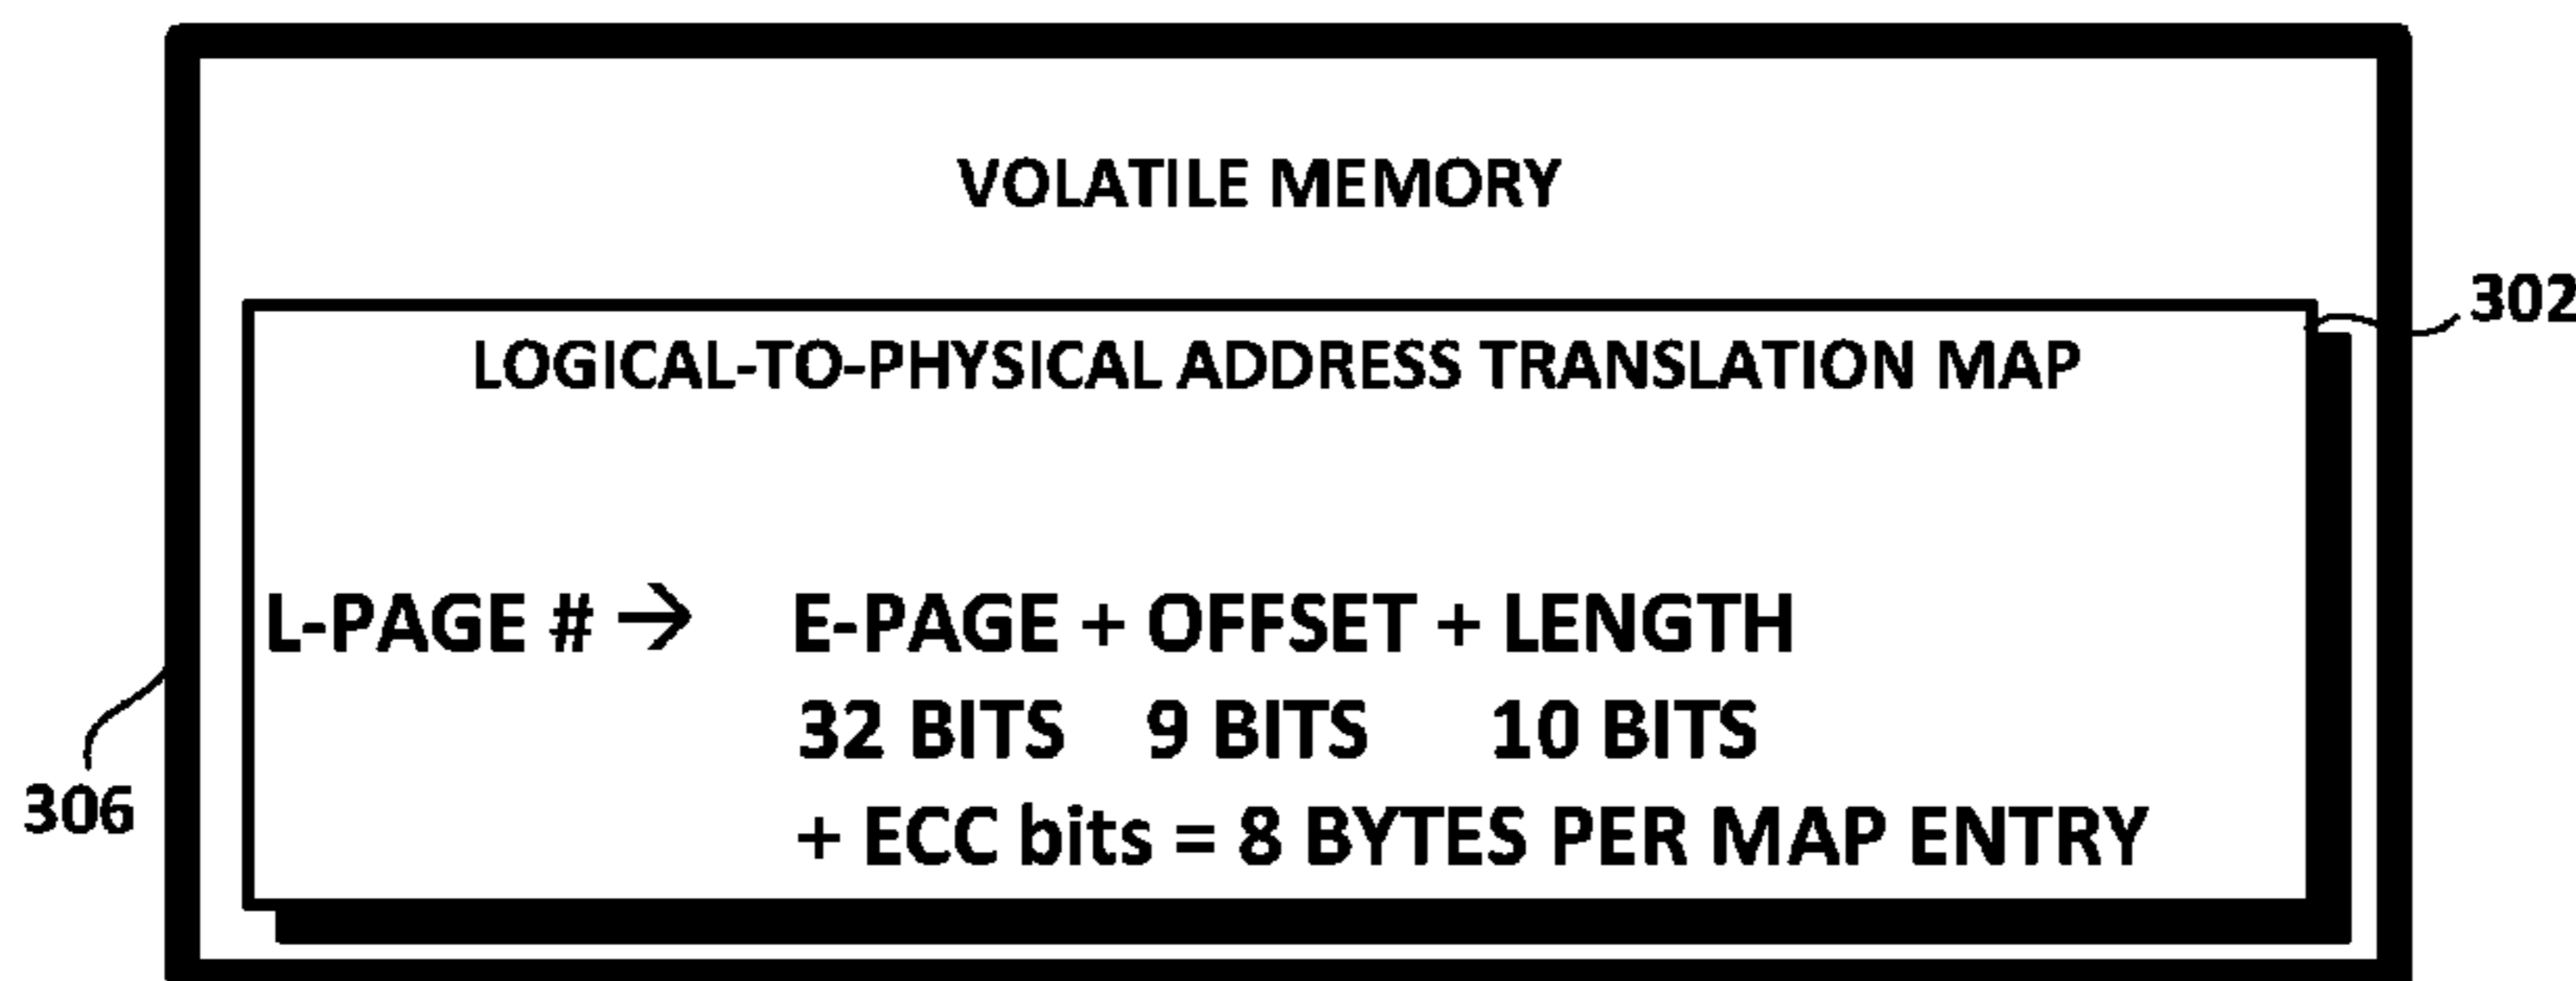 VOLATILE MEMORY
302
LOGICAL-TO-PHYSICAL ADDRESS TRANSLATION MAP
L-PAGE # → E-PAGE + OFFSET + LENGTH
32 BITS 9 BITS 10 BITS
306
+ ECC bits = 8 BYTES PER MAP ENTRY